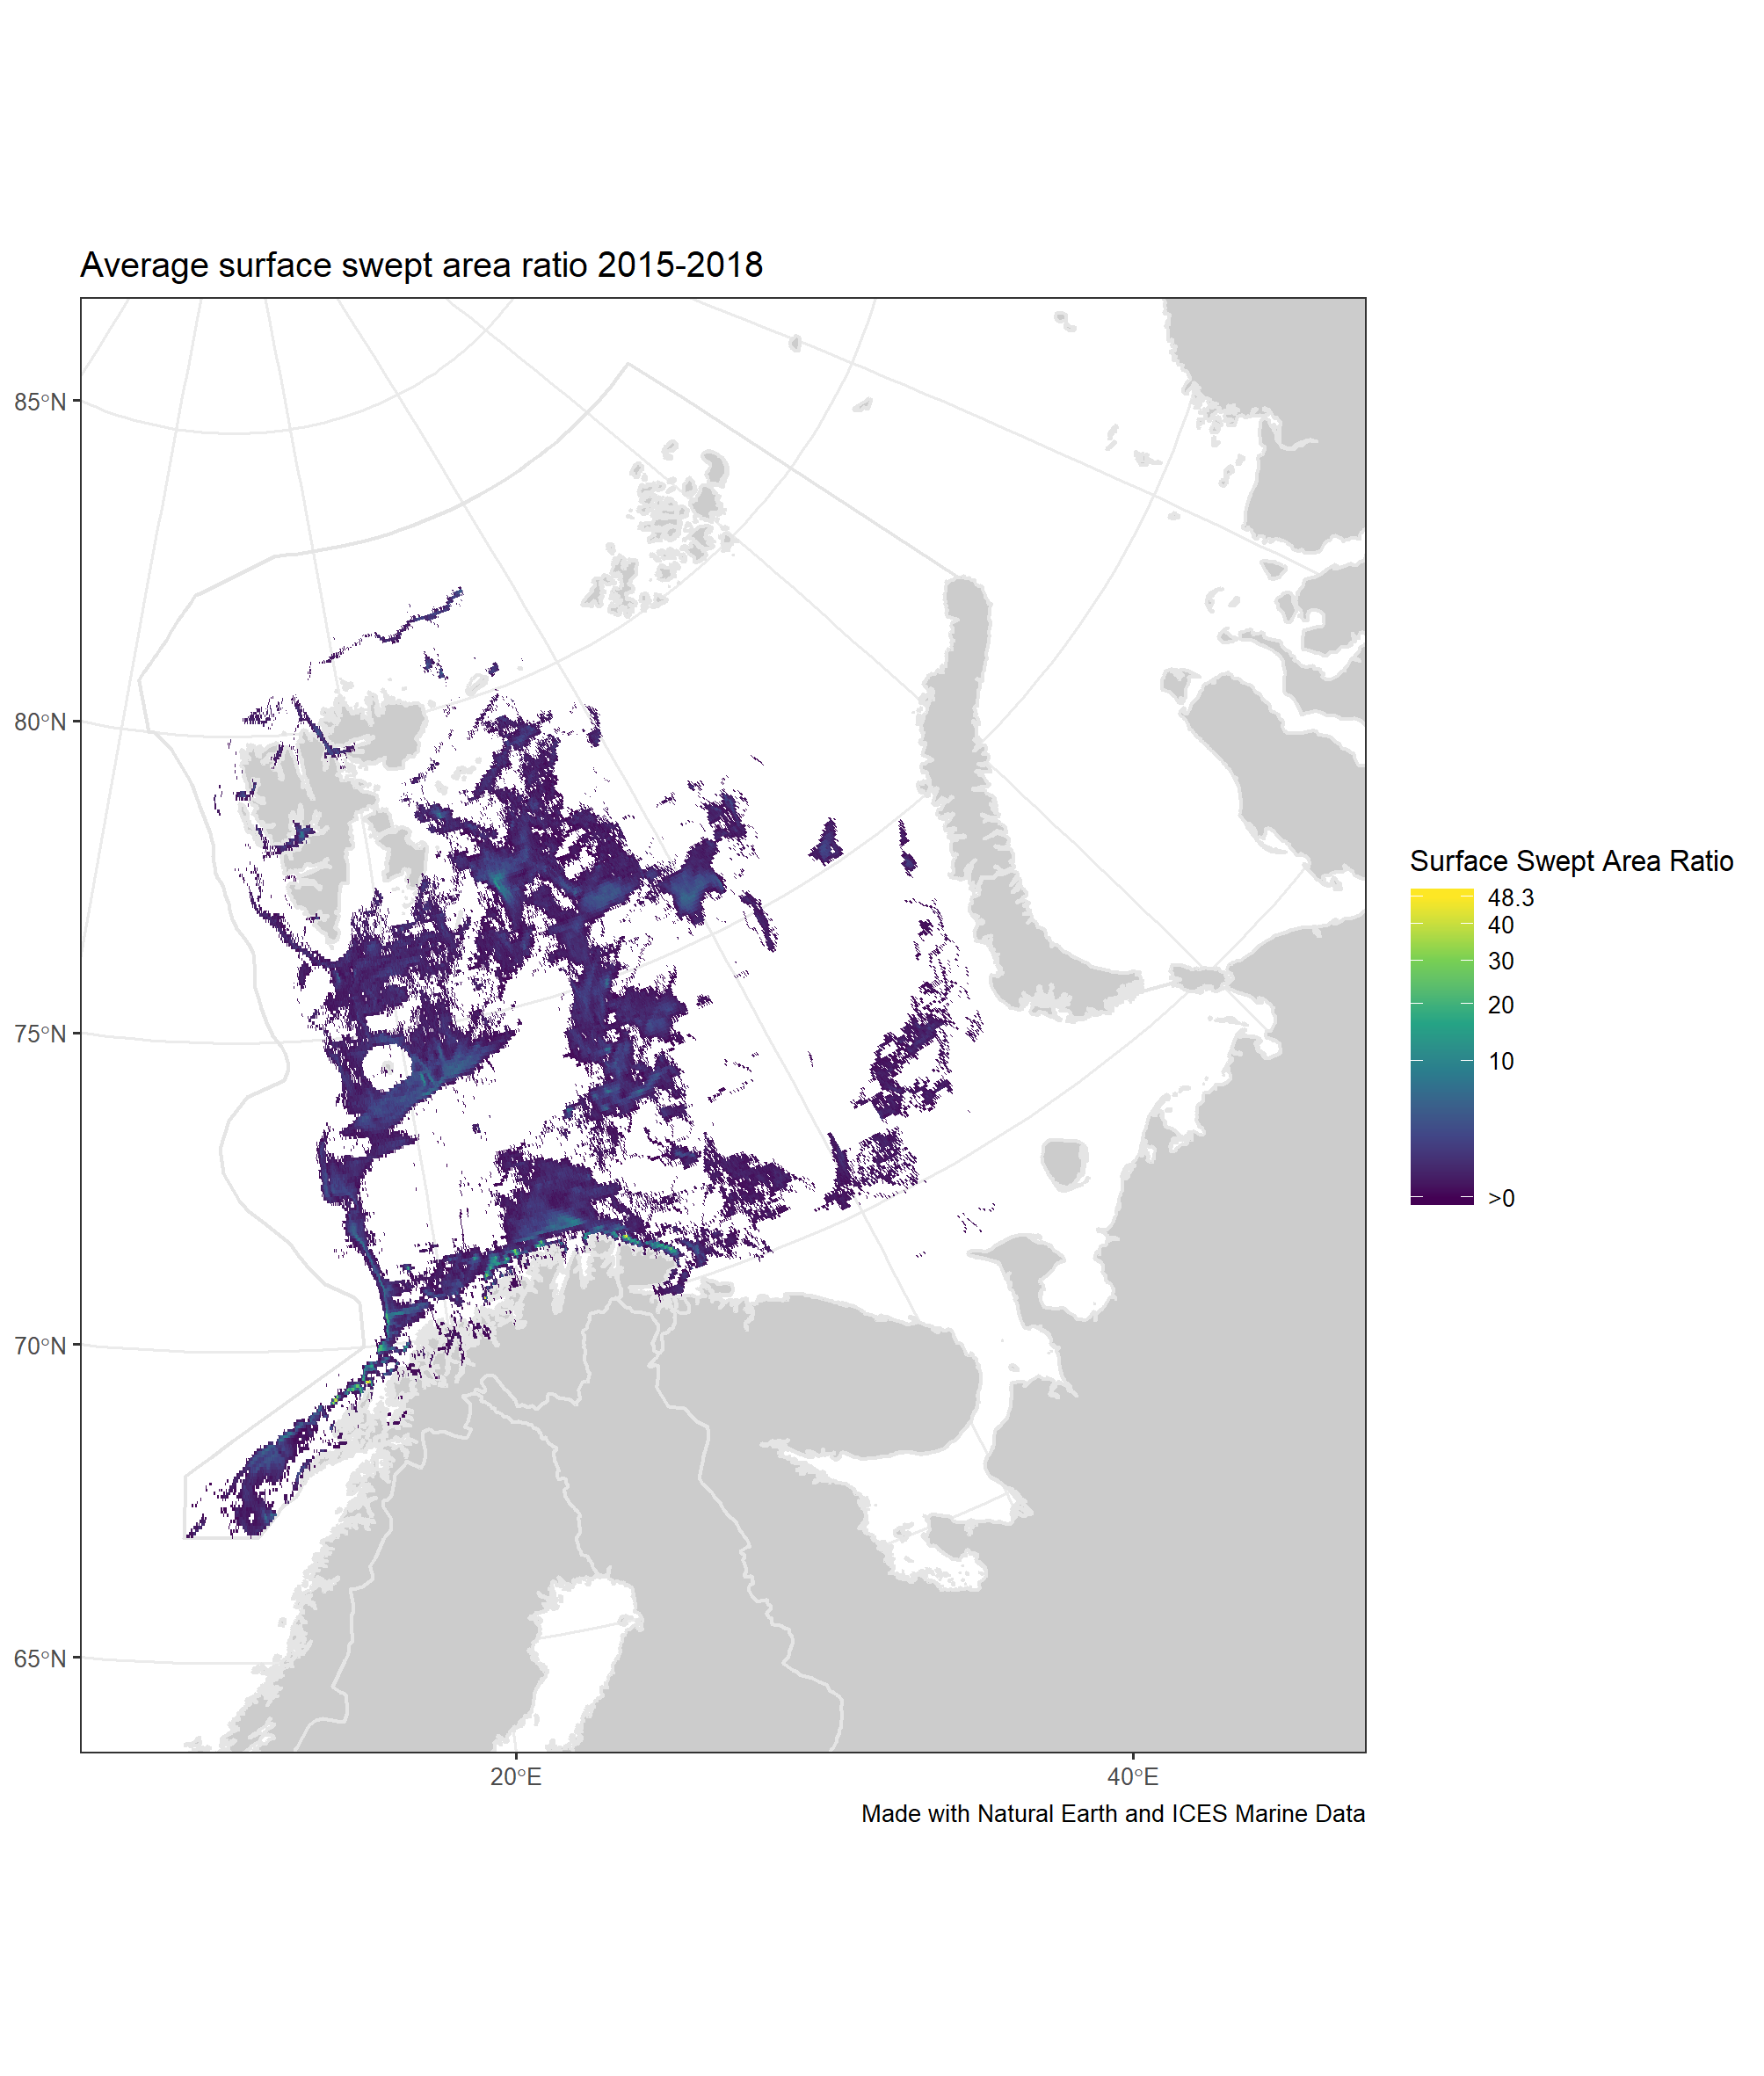 Average surface swept area ratio 2015-2018
85°N
80°N
75°N
70°N
65°N
20°E
40°E
Surface Swept Area Ratio
48.3
40
30
20
10
>0
Made with Natural Earth and ICES Marine Data